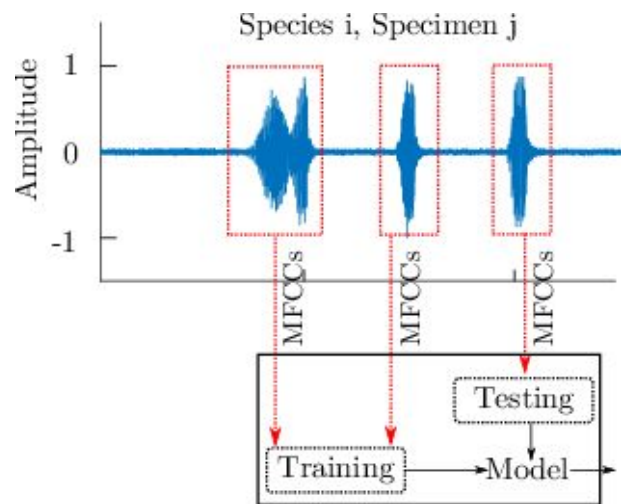 Species i, Specimen j
Amplitude
1
0
-1
MFCCs
MFCCs
MFCCs
Testing
Training
Model